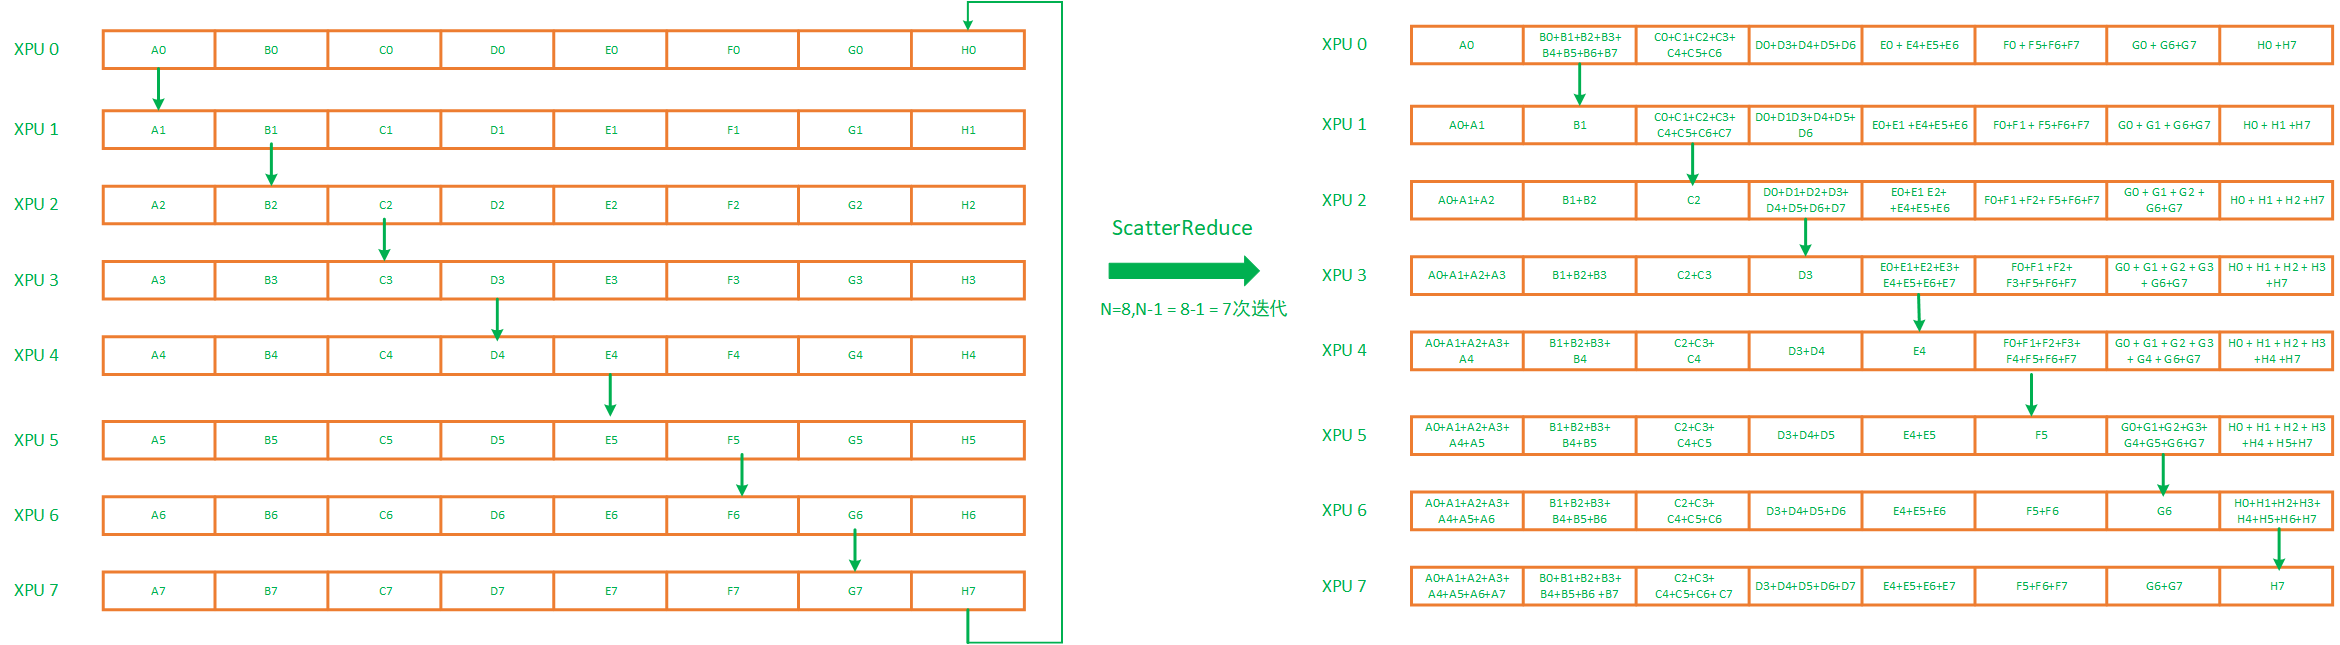 XPU 0
A0
B0
C0
D0
E0
F0
G0
H0
XPU 1
A1
B1
C1
D1
E1
F1
G1
H1
XPU 2
A2
B2
C2
D2
E2
F2
G2
H2
XPU 3
A3
B3
C3
D3
E3
F3
G3
H3
XPU 4
A4
B4
C4
D4
E4
F4
G4
H4
XPU 5
A5
B5
C5
D5
E5
F5
G5
H5
XPU 6
A6
B6
C6
D6
E6
F6
G6
H6
XPU 7
A7
B7
C7
D7
E7
F7
G7
H7
ScatterReduce
N=8,N-1 = 8-1 = 7次迭代
XPU 0
A0
B0+B1+B2+B3+
B4+B5+B6+B7
C0+C1+C2+C3+
C4+C5+C6
D0+D3+D4+D5+D6
E0 + E4+E5+E6
F0 + F5+F6+F7
G0 + G6+G7
H0 +H7
XPU 1
A0+A1
B1
C0+C1+C2+C3+
C4+C5+C6+C7
D0+D1D3+D4+D5+
D6
E0+E1 +E4+E5+E6
F0+F1 + F5+F6+F7
G0 + G1 + G6+G7
H0 + H1 +H7
XPU 2
A0+A1+A2
B1+B2
C2
D0+D1+D2+D3+
D4+D5+D6+D7
E0+E1 E2+
+E4+E5+E6
F0+F1 +F2+ F5+F6+F7
G0 + G1 + G2 +
G6+G7
H0 + H1 + H2 +H7
XPU 3
A0+A1+A2+A3
B1+B2+B3
C2+C3
D3
E0+E1+E2+E3+
E4+E5+E6+E7
F0+F1 +F2+
F3+F5+F6+F7
G0 + G1 + G2 + G3
+ G6+G7
H0 + H1 + H2 + H3
+H7
XPU 4
A0+A1+A2+A3+
A4
B1+B2+B3+
B4
C2+C3+
C4
D3+D4
E4
F0+F1+F2+F3+
F4+F5+F6+F7
G0 + G1 + G2 + G3
+ G4 + G6+G7
H0 + H1 + H2 + H3
+H4 +H7
XPU 5
A0+A1+A2+A3+
A4+A5
B1+B2+B3+
B4+B5
C2+C3+
C4+C5
D3+D4+D5
E4+E5
F5
G0+G1+G2+G3+
G4+G5+G6+G7
H0 + H1 + H2 + H3
+H4 + H5+H7
XPU 6
A0+A1+A2+A3+
A4+A5+A6
B1+B2+B3+
B4+B5+B6
C2+C3+
C4+C5+C6
D3+D4+D5+D6
E4+E5+E6
F5+F6
G6
H0+H1+H2+H3+
H4+H5+H6+H7
XPU 7
A0+A1+A2+A3+
A4+A5+A6+A7
B0+B1+B2+B3+
B4+B5+B6 +B7
C2+C3+
C4+C5+C6+ C7
D3+D4+D5+D6+D7
E4+E5+E6+E7
F5+F6+F7
G6+G7
H7